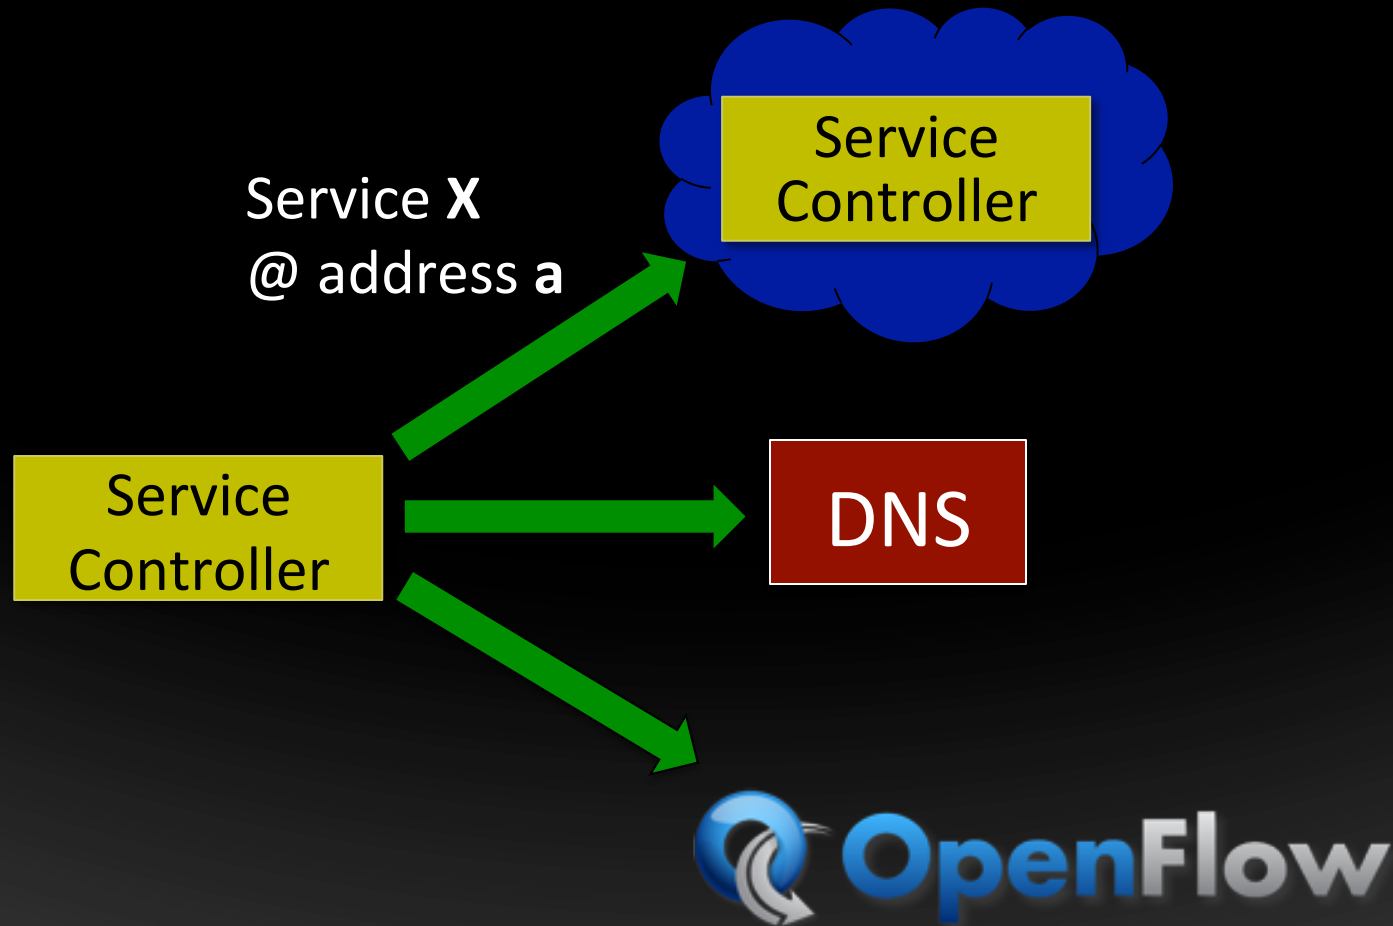 Service
Controller
Service X
@ address a
Service
Controller
DNS
OpenFlow